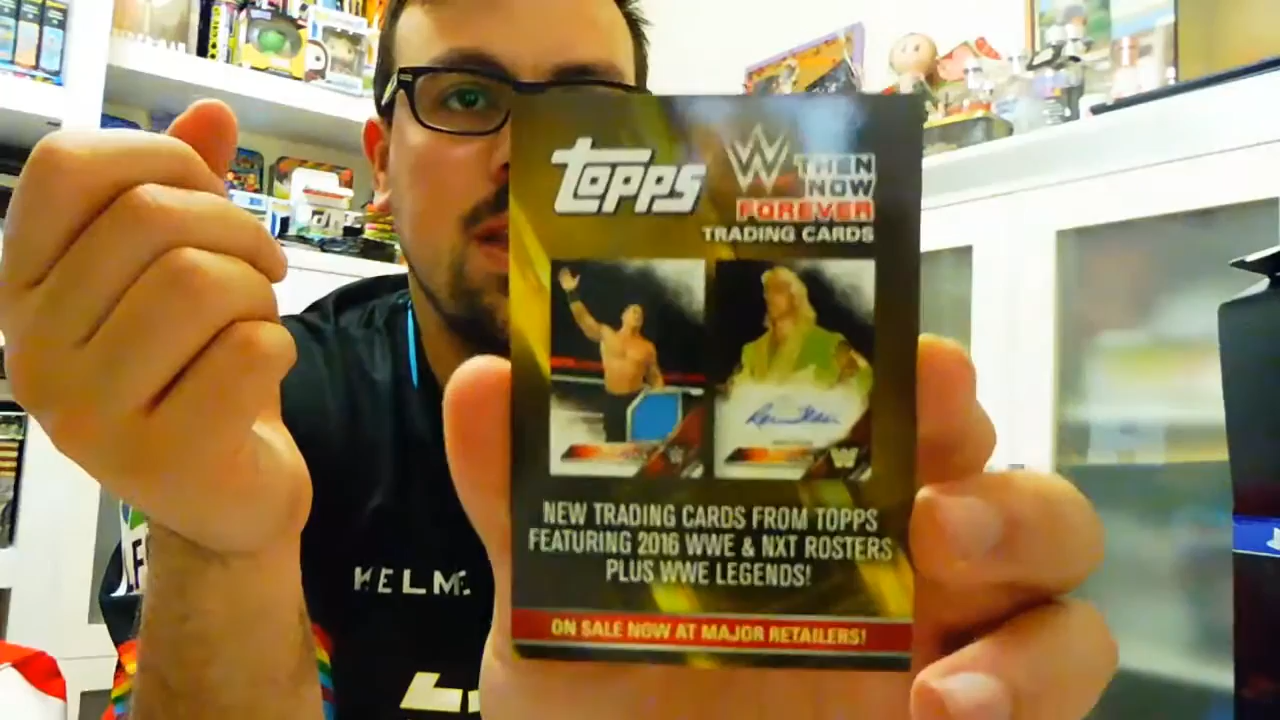 topps
W THEN
NOW
FOREVER
TRADING CARDS
NEW TRADING CARDS FROM TOPPS
FEATURING 2016 WWE & NXT ROSTERS
PLUS WWE LEGENDS!
ON SALE NOW AT MAJOR RETAILERS!
KELME